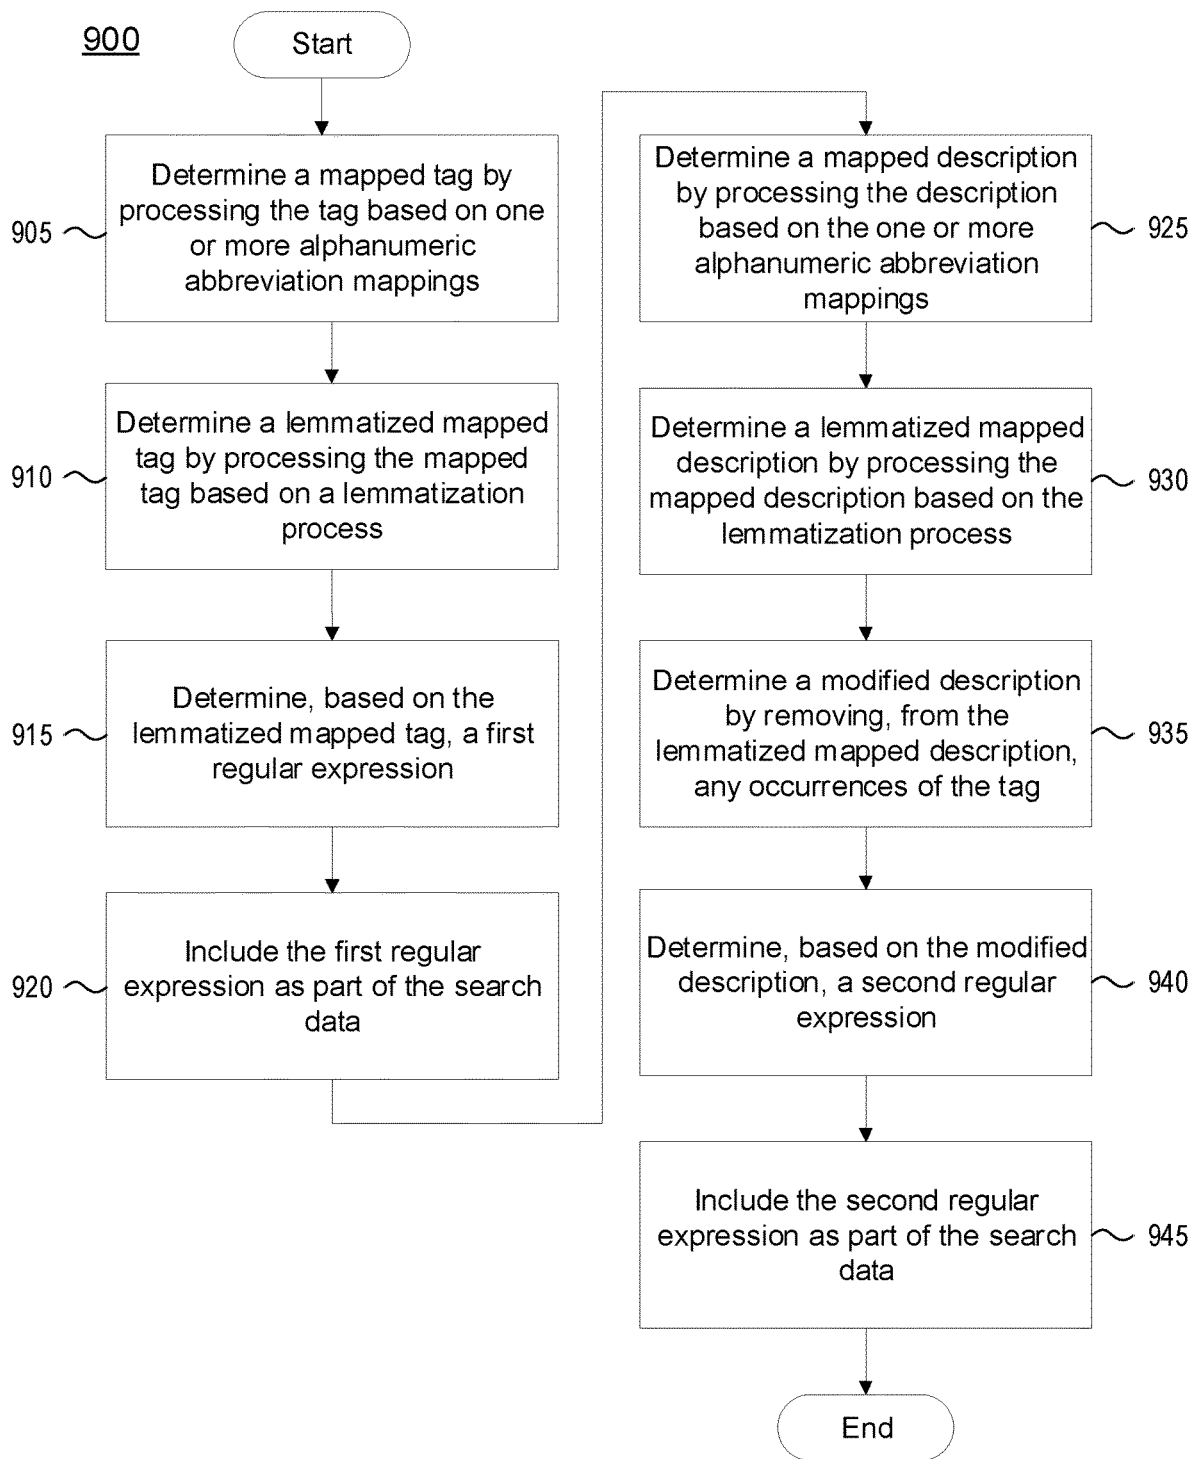 900
Start
Determine a mapped tag by
processing the tag based on one
or more alphanumeric
abbreviation mappings
905
Determine a lemmatized mapped
tag by processing the mapped
tag based on a lemmatization
process
910
Determine, based on the
lemmatized mapped tag, a first
regular expression
915
Include the first regular
expression as part of the search
data
920
Determine a mapped description
by processing the description
based on the one or more
alphanumeric abbreviation
mappings
925
Determine a lemmatized mapped
description by processing the
mapped description based on the
lemmatization process
930
Determine a modified description
by removing, from the
lemmatized mapped description,
any occurrences of the tag
935
Determine, based on the modified
description, a second regular
expression
940
Include the second regular
expression as part of the search
data
945
End